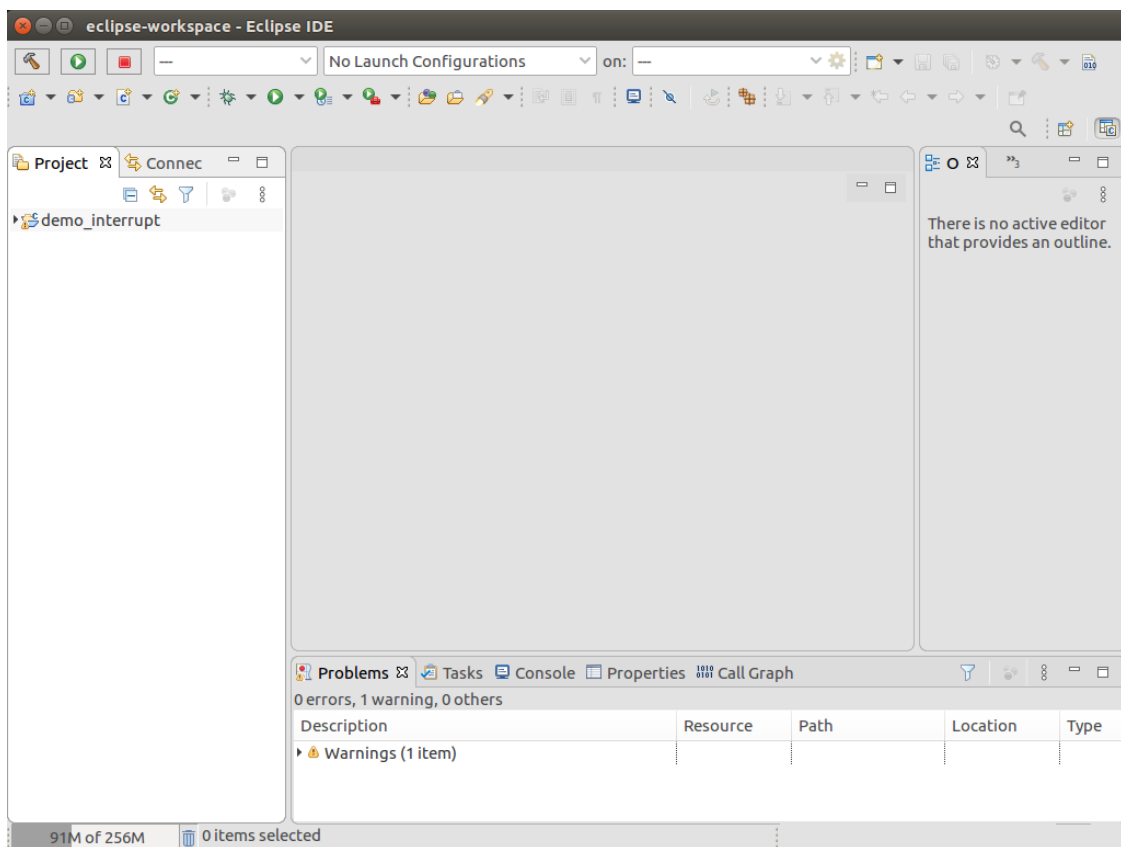 eclipse-workspace - Eclipse IDE
--- No Launch Configurations on: ---
Project Connec O »3
demo_interrupt
There is no active editor
that provides an outline.
Problems Tasks Console Properties Call Graph
0 errors, 1 warning, 0 others
Description Resource Path Location Type
Warnings (1 item)
91M of 256M 0 items selected